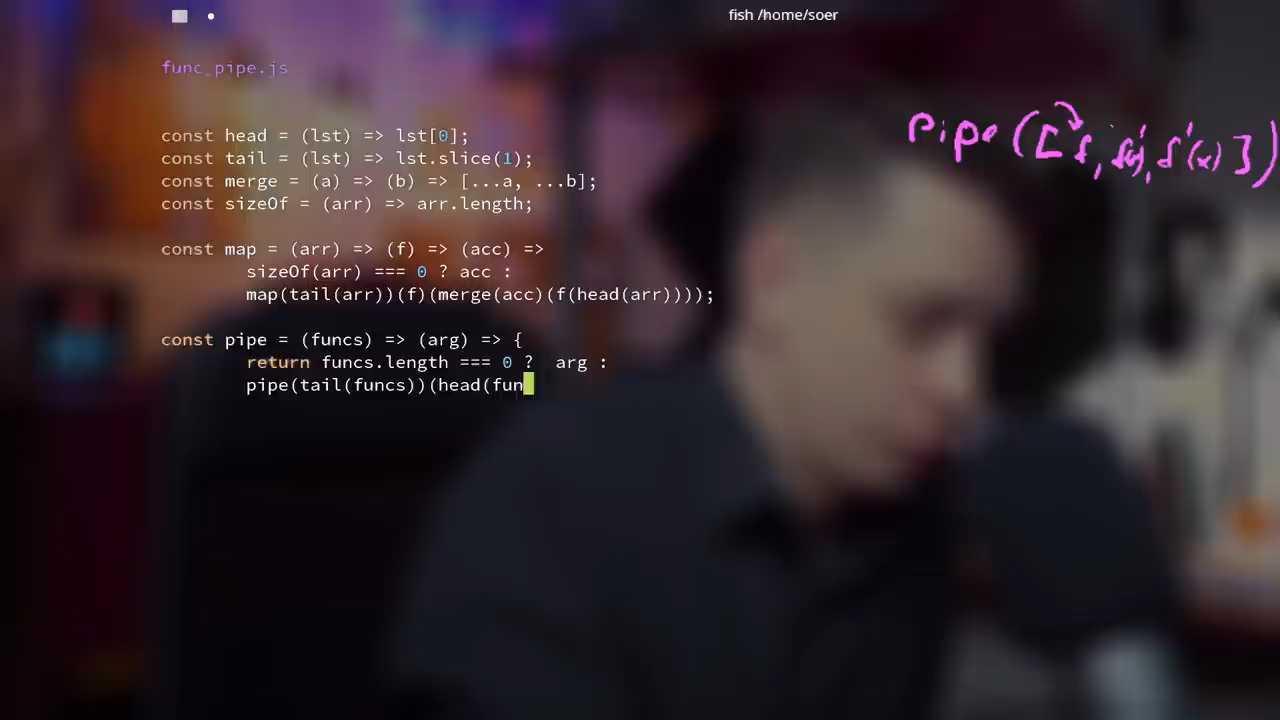 fish /home/soer
func_pipe.js
const head = (lst) => lst[0];
const tail = (lst) => lst.slice(1);
const merge = (a) => (b) => [...a, ...b];
const sizeOf = (arr) => arr.length;
const map = (arr) => (f) => (acc) =>
sizeOf(arr) === 0 ? acc :
map(tail(arr))(f)(merge(acc)(f(head(arr))));
const pipe = (funcs) => (arg) => {
return funcs.length === 0 ?  arg :
pipe(tail(funcs))(head(fun
pipe([